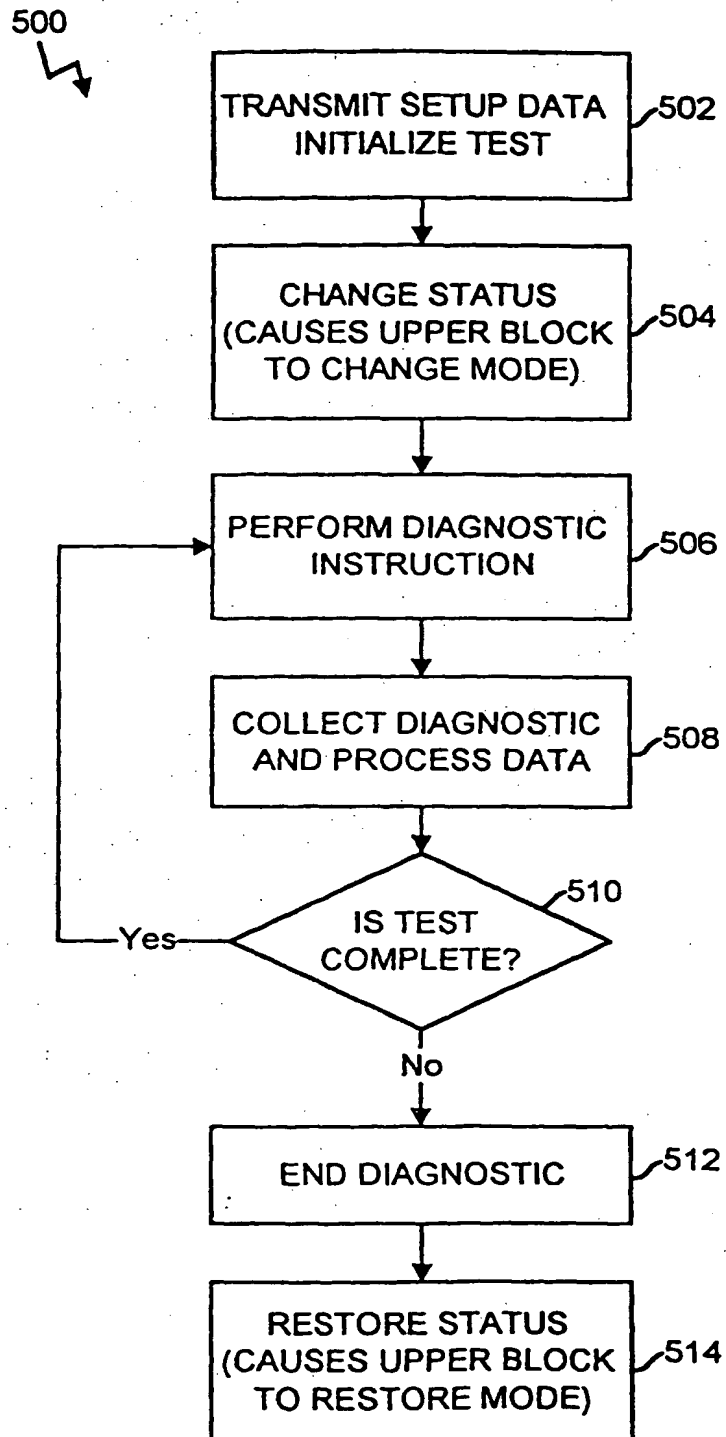 500
TRANSMIT SETUP DATA
INITIALIZE TEST
502
CHANGE STATUS
(CAUSES UPPER BLOCK
TO CHANGE MODE)
504
PERFORM DIAGNOSTIC
INSTRUCTION
506
COLLECT DIAGNOSTIC
AND PROCESS DATA
508
IS TEST
COMPLETE?
510
Yes
No
END DIAGNOSTIC
512
RESTORE STATUS
(CAUSES UPPER BLOCK
TO RESTORE MODE)
514